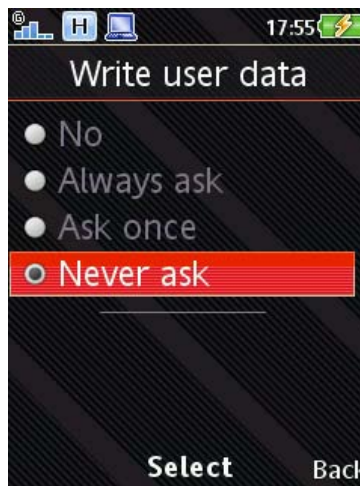 G H 17:55
Write user data
No
Always ask
Ask once
Never ask
Select Back